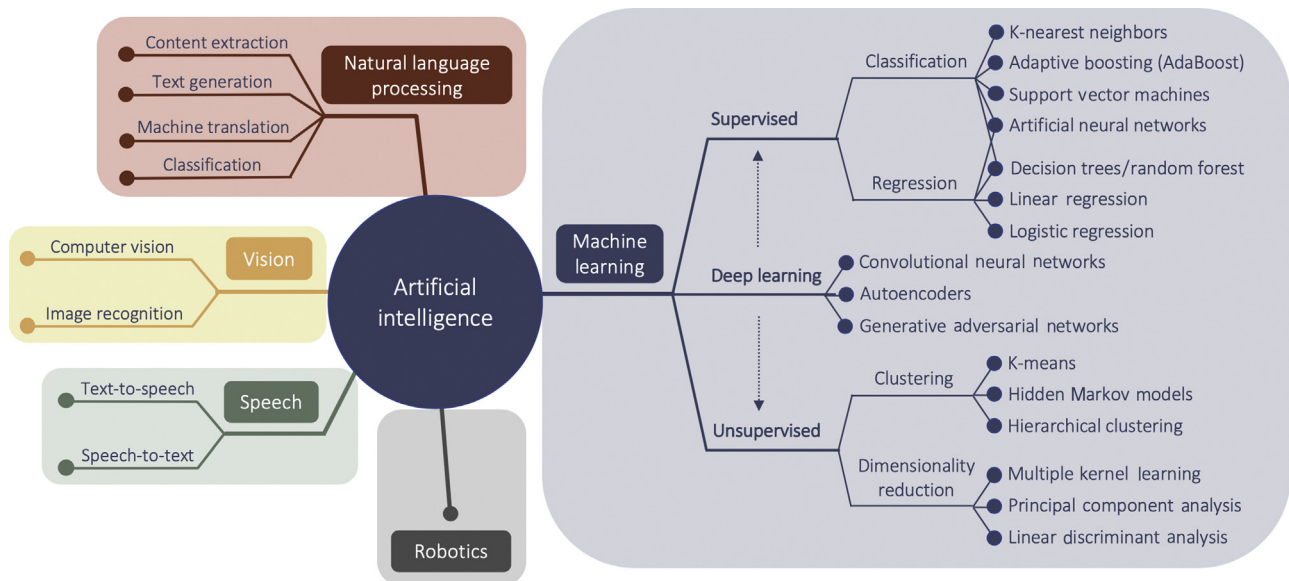 Content extraction
Text generation
Machine translation
Classification
Natural language
processing
Computer vision
Image recognition
Vision
Text-to-speech
Speech-to-text
Speech
Robotics
Artificial
intelligence
Machine
learning
Supervised
Classification
K-nearest neighbors
Adaptive boosting (AdaBoost)
Support vector machines
Artificial neural networks
Decision trees/random forest
Regression
Linear regression
Logistic regression
Deep learning
Convolutional neural networks
Autoencoders
Generative adversarial networks
Unsupervised
Clustering
K-means
Hidden Markov models
Hierarchical clustering
Dimensionality
reduction
Multiple kernel learning
Principal component analysis
Linear discriminant analysis